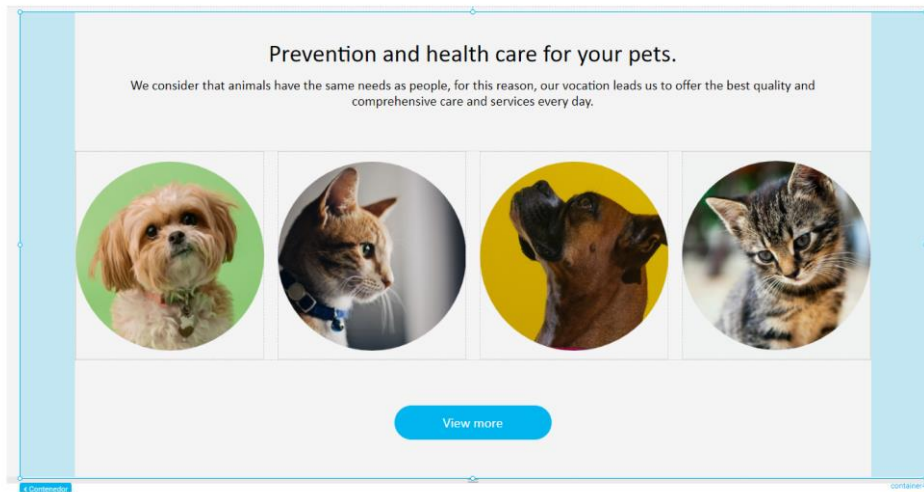 Prevention and health care for your pets.
We consider that animals have the same needs as people, for this reason, our vocation leads us to offer the best quality and
comprehensive care and services every day.
View more
< Contenedor
container